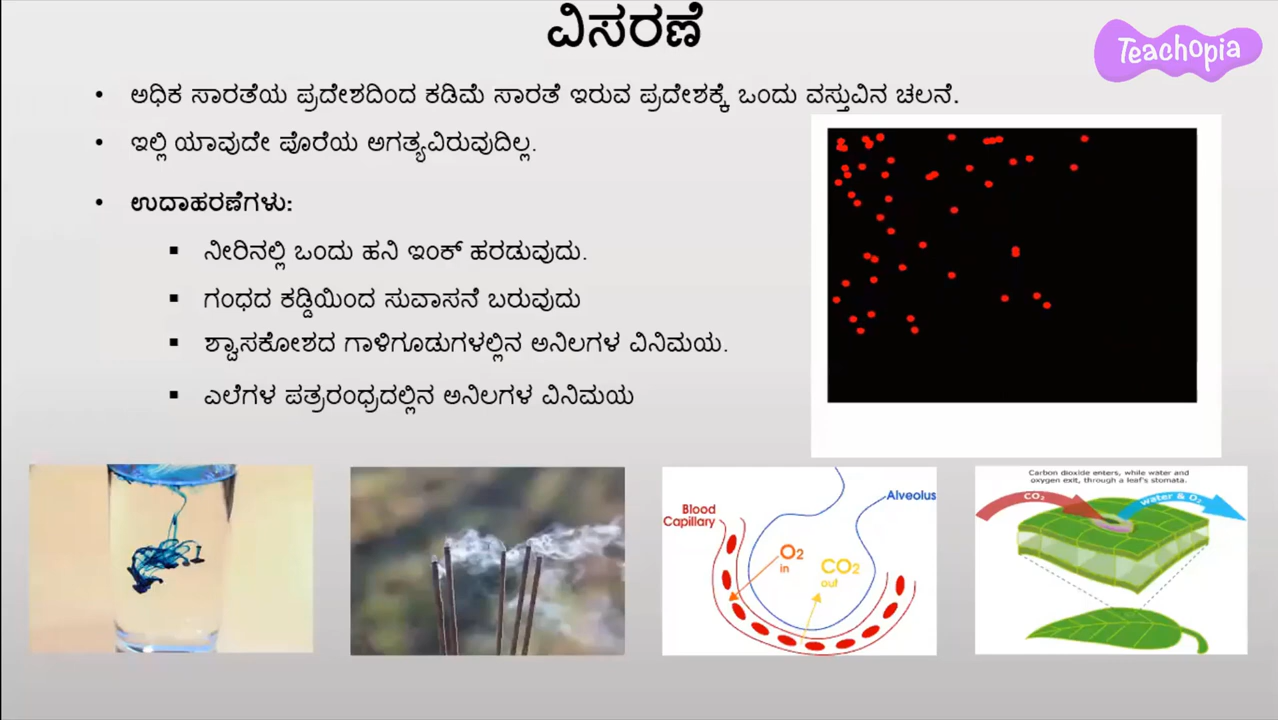 ವಿಸರಣೆ
Teachopia
• ಅಧಿಕ ಸಾರತೆಯ ಪ್ರದೇಶದಿಂದ ಕಡಿಮೆ ಸಾರತೆ ಇರುವ ಪ್ರದೇಶಕ್ಕೆ ಒಂದು ವಸ್ತುವಿನ ಚಲನೆ.
• ಇಲ್ಲಿ ಯಾವುದೇ ಪೊರೆಯ ಅಗತ್ಯವಿರುವುದಿಲ್ಲ.
• ಉದಾಹರಣೆಗಳು:
▪ ನೀರಿನಲ್ಲಿ ಒಂದು ಹನಿ ಇಂಕ್ ಹರಡುವುದು.
▪ ಗಂಧದ ಕಡ್ಡಿಯಿಂದ ಸುವಾಸನೆ ಬರುವುದು
▪ ಶ್ವಾಸಕೋಶದ ಗಾಳಿಗೂಡುಗಳಲ್ಲಿನ ಅನಿಲಗಳ ವಿನಿಮಯ.
▪ ಎಲೆಗಳ ಪತ್ರರಂಧ್ರದಲ್ಲಿನ ಅನಿಲಗಳ ವಿನಿಮಯ
Blood
Capillary
Alveolus
O2
in
CO2
out
Carbon dioxide enters, while water and
oxygen exit, through a leaf's stomata.
CO2
water & O2